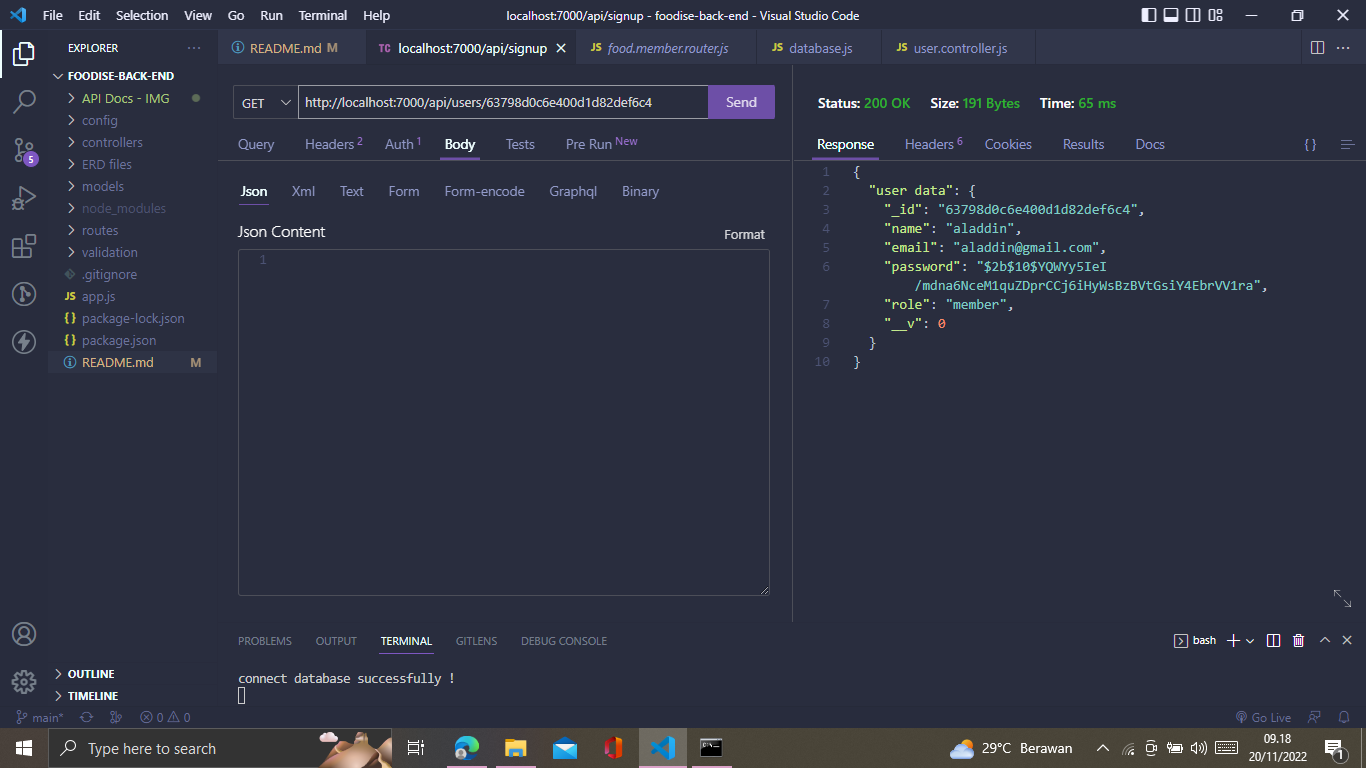 File Edit Selection View Go Run Terminal Help localhost:7000/api/signup - foodise-back-end - Visual Studio Code
EXPLORER ···
README.md M
TC localhost:7000/api/signup
JS food.member.router.js
JS database.js
JS user.controller.js
FOODISE-BACK-END
API Docs - IMG
config
controllers
ERD files
models
node_modules
routes
validation
.gitignore
JS app.js
{} package-lock.json
{} package.json
README.md M
5
OUTLINE
TIMELINE
GET http://localhost:7000/api/users/63798d0c6e400d1d82def6c4 Send
Query Headers 2 Auth 1 Body Tests Pre Run New
Json Xml Text Form Form-encode Graphql Binary
Json Content Format
1
Status: 200 OK Size: 191 Bytes Time: 65 ms
Response Headers 6 Cookies Results Docs {}
1 {
2 "user data": {
3 "_id": "63798d0c6e400d1d82def6c4",
4 "name": "aladdin",
5 "email": "aladdin@gmail.com",
6 "password": "$2b$10$YQWYy5IeI
/mdna6NceM1quZDprCCj6iHyWsBzBVtGsiY4EbrVV1ra",
7 "role": "member",
8 "__v": 0
9 }
10 }
PROBLEMS OUTPUT TERMINAL GITLENS DEBUG CONSOLE bash
connect database successfully !
main* 0 0 Go Live
Type here to search 29°C Berawan 09.18
20/11/2022
1